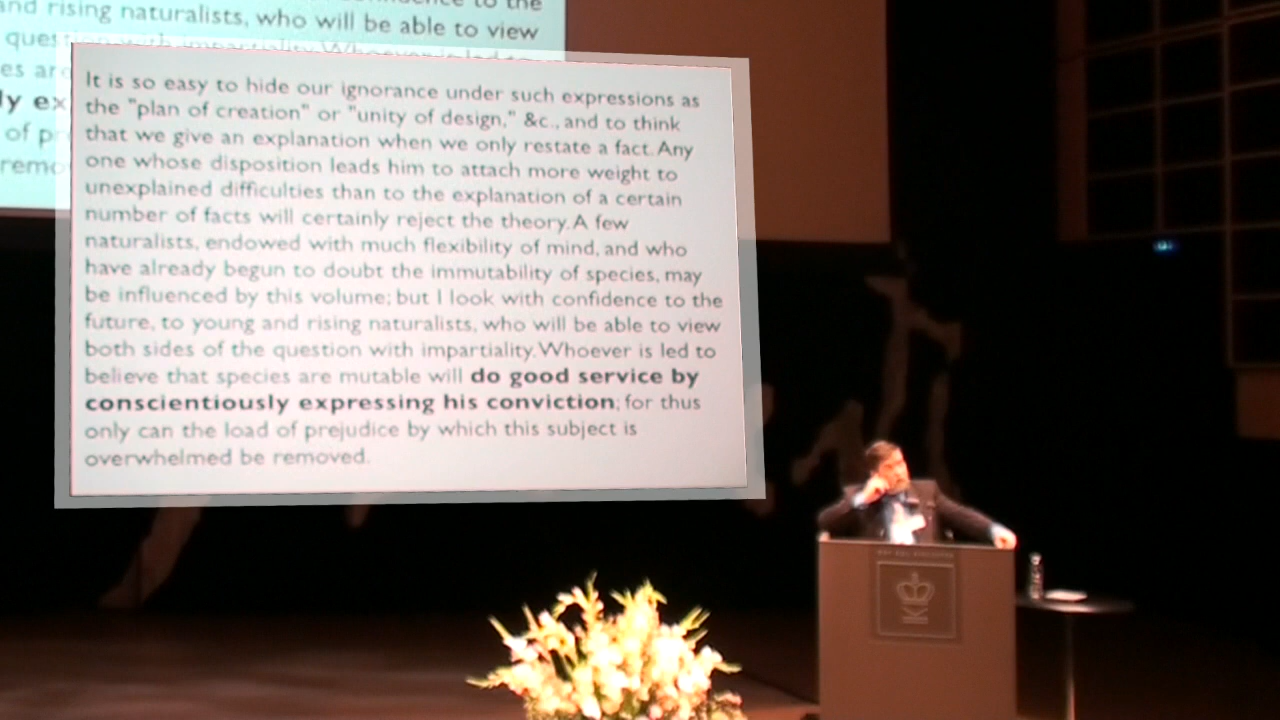 and rising naturalists, who will be able to view
ques
es are
ly ex
of p
remo
It is so easy to hide our ignorance under such expressions as
the "plan of creation" or "unity of design," &c., and to think
that we give an explanation when we only restate a fact. Any
one whose disposition leads him to attach more weight to
unexplained difficulties than to the explanation of a certain
number of facts will certainly reject the theory. A few
naturalists, endowed with much flexibility of mind, and who
have already begun to doubt the immutability of species, may
be influenced by this volume; but I look with confidence to the
future, to young and rising naturalists, who will be able to view
both sides of the question with impartiality. Whoever is led to
believe that species are mutable will do good service by
conscientiously expressing his conviction; for thus
only can the load of prejudice by which this subject is
overwhelmed be removed.